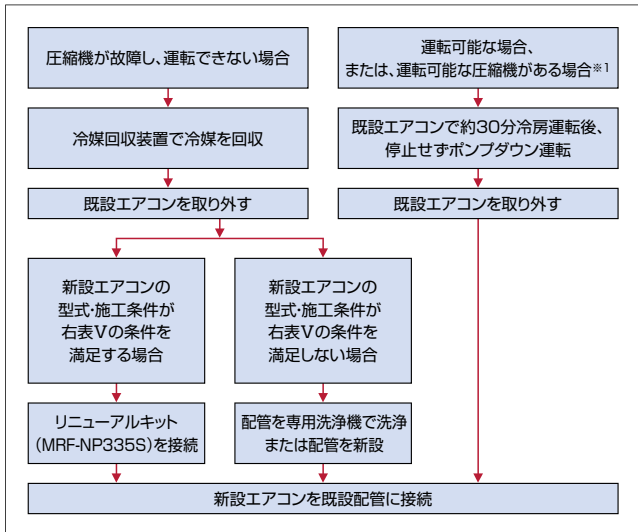 圧縮機が故障し、運転できない場合
冷媒回収装置で冷媒を回収
既設エアコンを取り外す
運転可能な場合、
または、運転可能な圧縮機がある場合※1
既設エアコンで約30分冷房運転後、
停止せずポンプダウン運転
既設エアコンを取り外す
新設エアコンの
型式・施工条件が
右表Ⅴの条件を
満足する場合
新設エアコンの
型式・施工条件が
右表Ⅴの条件を
満足しない場合
リニューアルキット
(MRF-NP335S)を接続
配管を専用洗浄機で洗浄
または配管を新設
新設エアコンを既設配管に接続